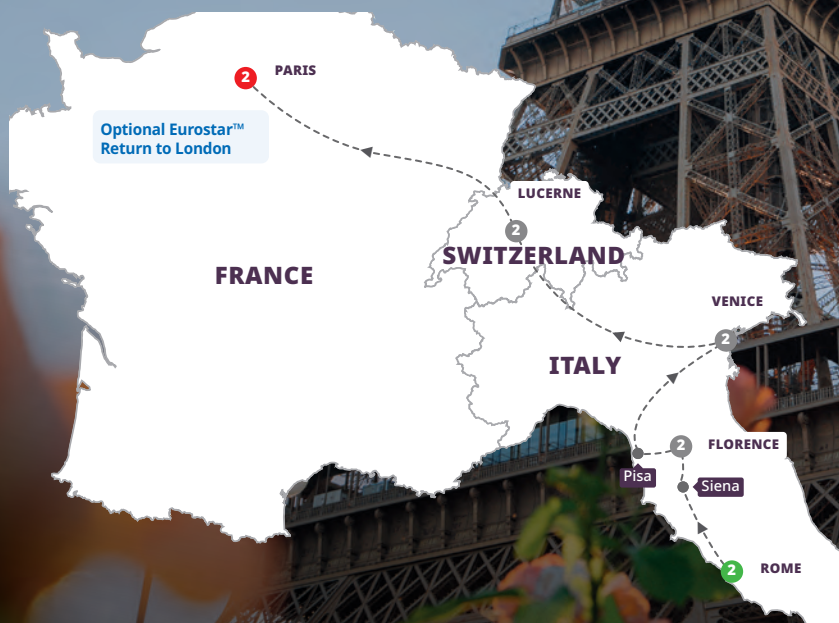 2
PARIS
Optional Eurostar™
Return to London
LUCERNE
2
SWITZERLAND
FRANCE
VENICE
2
ITALY
2
FLORENCE
Pisa
Siena
2
ROME